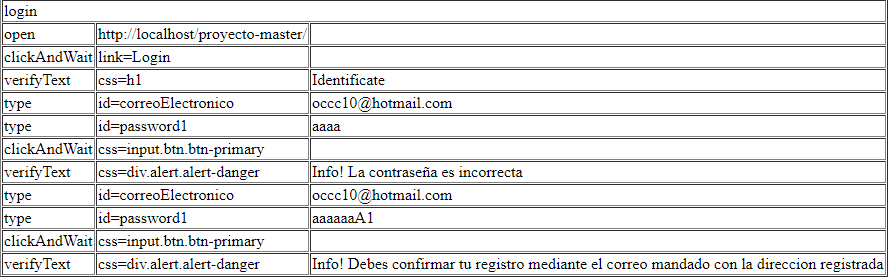 login
open http://localhost/proyecto-master/
clickAndWait link=Login
verifyText css=h1 Identificate
type id=correoElectronico occc10@hotmail.com
type id=password1 aaaa
clickAndWait css=input.btn.btn-primary
verifyText css=div.alert.alert-danger Info! La contraseña es incorrecta
type id=correoElectronico occc10@hotmail.com
type id=password1 aaaaaaA1
clickAndWait css=input.btn.btn-primary
verifyText css=div.alert.alert-danger Info! Debes confirmar tu registro mediante el correo mandado con la direccion registrada